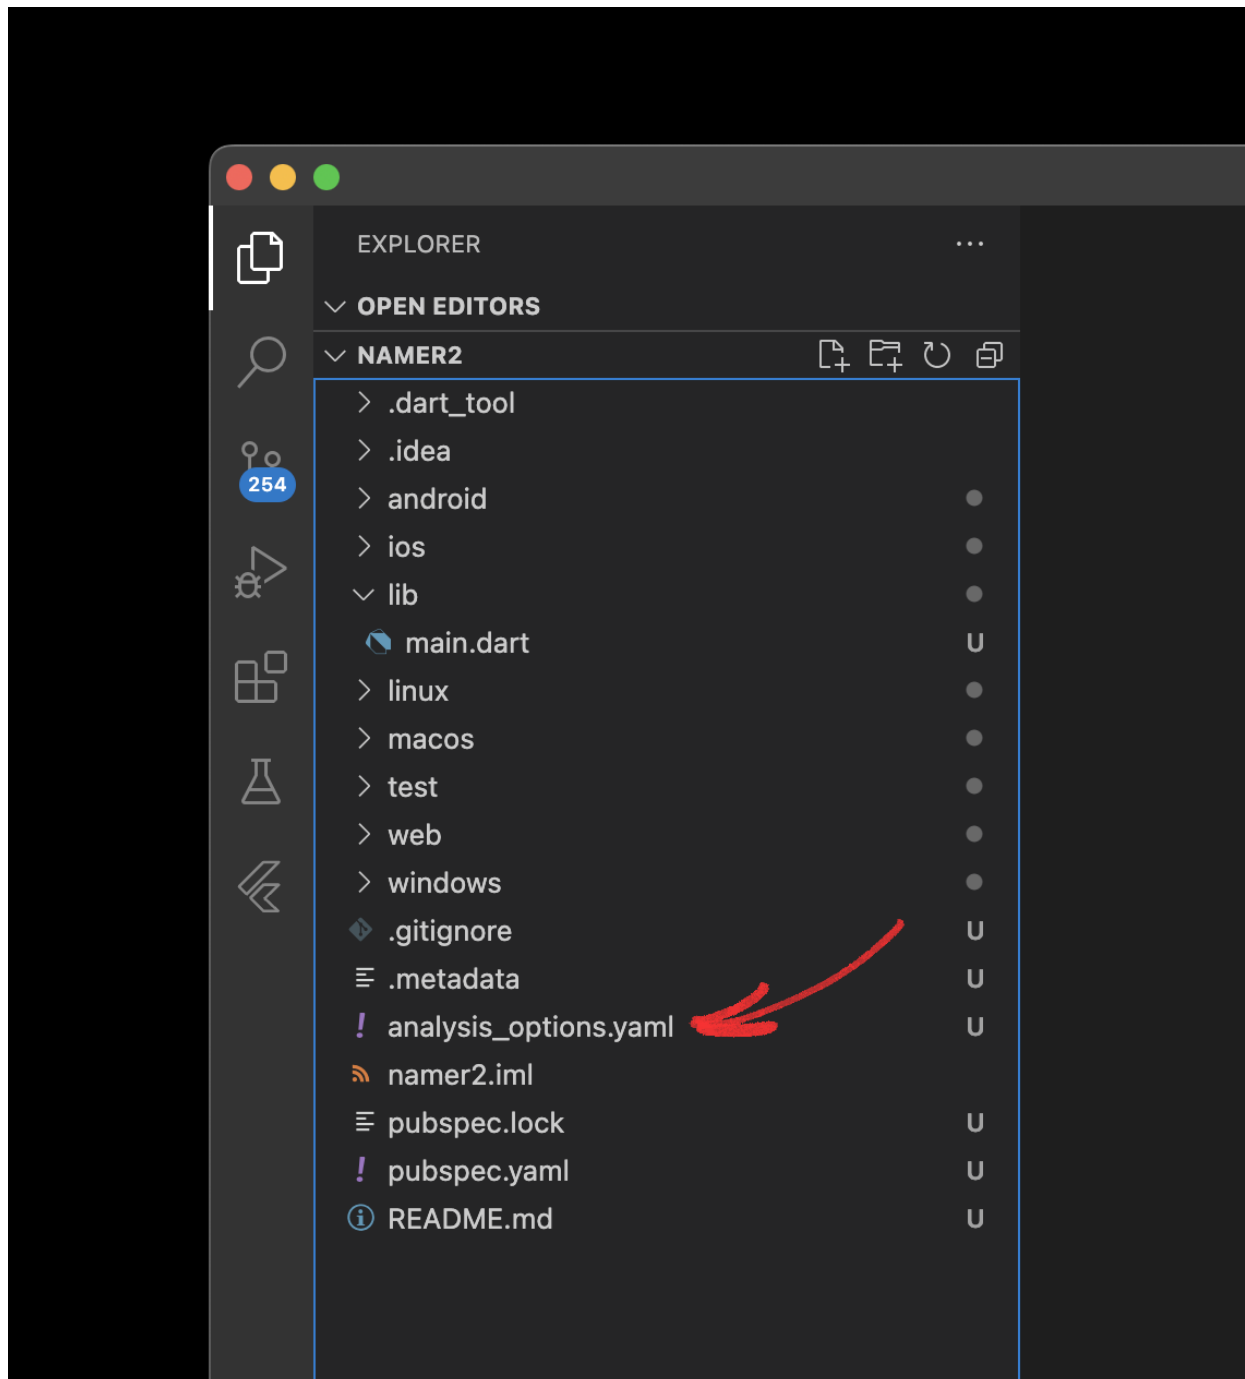 EXPLORER
OPEN EDITORS
NAMER2
.dart_tool
.idea
254
android
ios
lib
main.dart U
linux
macos
test
web
windows
.gitignore U
.metadata U
analysis_options.yaml U
namer2.iml
pubspec.lock U
pubspec.yaml U
README.md U